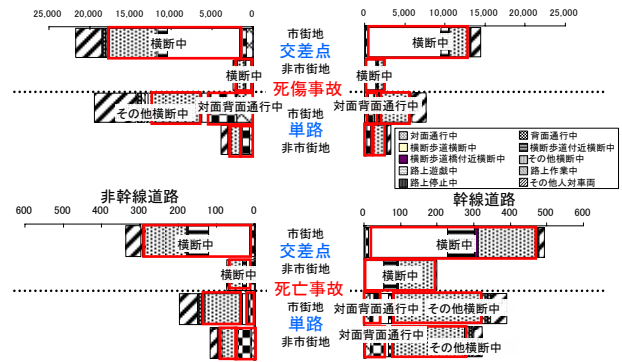 25,000 20,000 15,000 10,000 5,000 0
0 5,000 10,000 15,000 20,000 25,000
市街地
交差点
非市街地
横断中
横断中
横断中
横断中
死傷事故
市街地
単路
非市街地
その他横断中
対面背面通行中
対面背面通行中
対面通行中 背面通行中
横断歩道横断中 横断歩道付近横断中
横断歩道橋付近横断中 その他横断中
路上遊戯中 路上作業中
路上停止中 その他人対車両
非幹線道路
幹線道路
600 500 400 300 200 100 0
0 100 200 300 400 500 600
市街地
交差点
非市街地
横断中
横断中
横断中
横断中
死亡事故
市街地
単路
非市街地
対面背面通行中
その他横断中
対面背面通行中
その他横断中